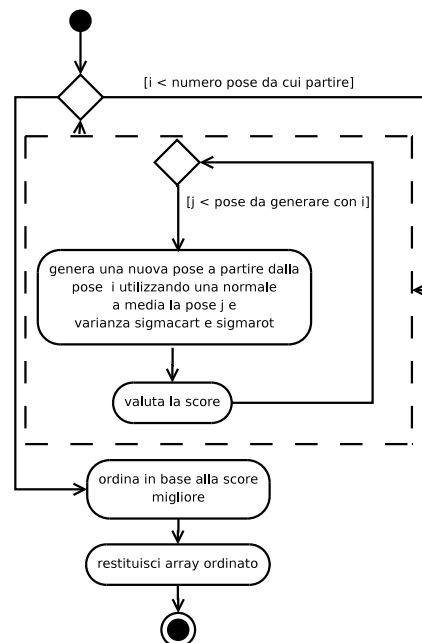 [i < numero pose da cui partire]
[j < pose da generare con i]
genera una nuova pose a partire dalla
pose i utilizzando una normale
a media la pose j e
varianza sigmacart e sigmarot
valuta la score
ordina in base alla score
migliore
restituisci array ordinato